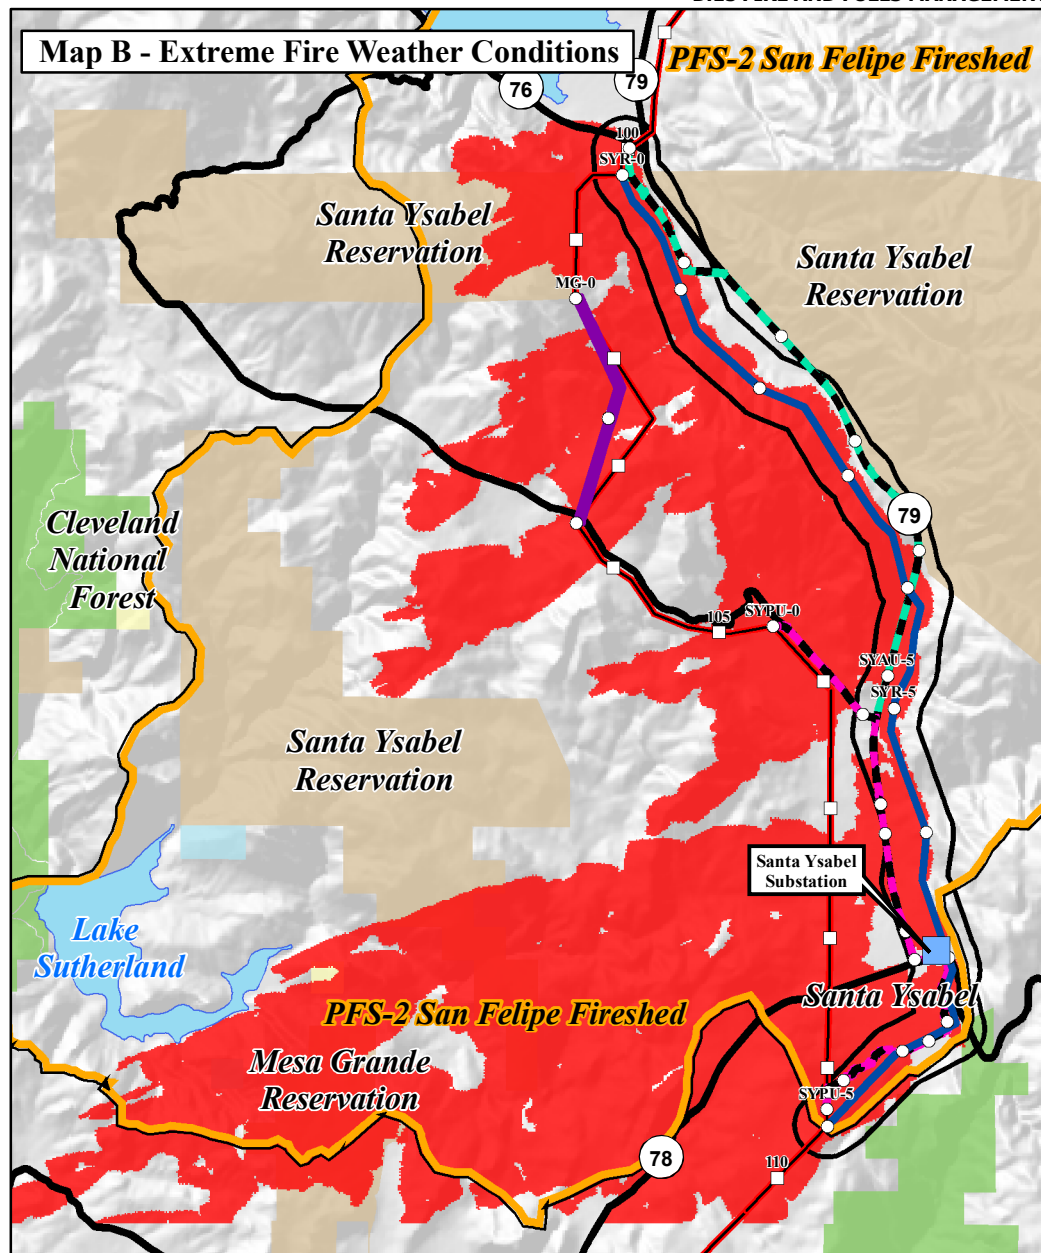 Map B - Extreme Fire Weather Conditions
76
79
PFS-2 San Felipe Fireshed
100
SYR-0
Santa Ysabel
Reservation
Santa Ysabel
Reservation
MG-0
Cleveland
National
Forest
79
105
SYPU-0
SYAU-5
SYR-5
Santa Ysabel
Reservation
Santa Ysabel
Substation
Lake
Sutherland
Santa Ysabel
PFS-2 San Felipe Fireshed
Mesa Grande
Reservation
SYPU-5
78
110